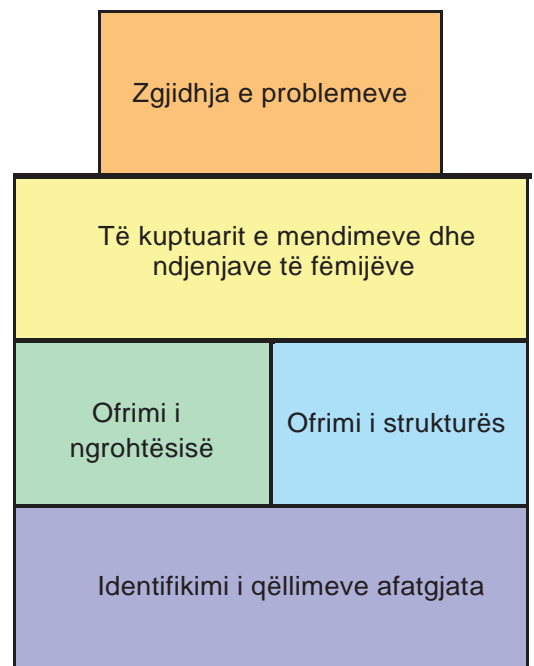 Zgjidhja e problemeve
Të kuptuarit e mendimeve dhe
ndjenjave të fëmijëve
Ofrimi i
ngrohtësisë
Ofrimi i strukturës
Identifikimi i qëllimeve afatgjata